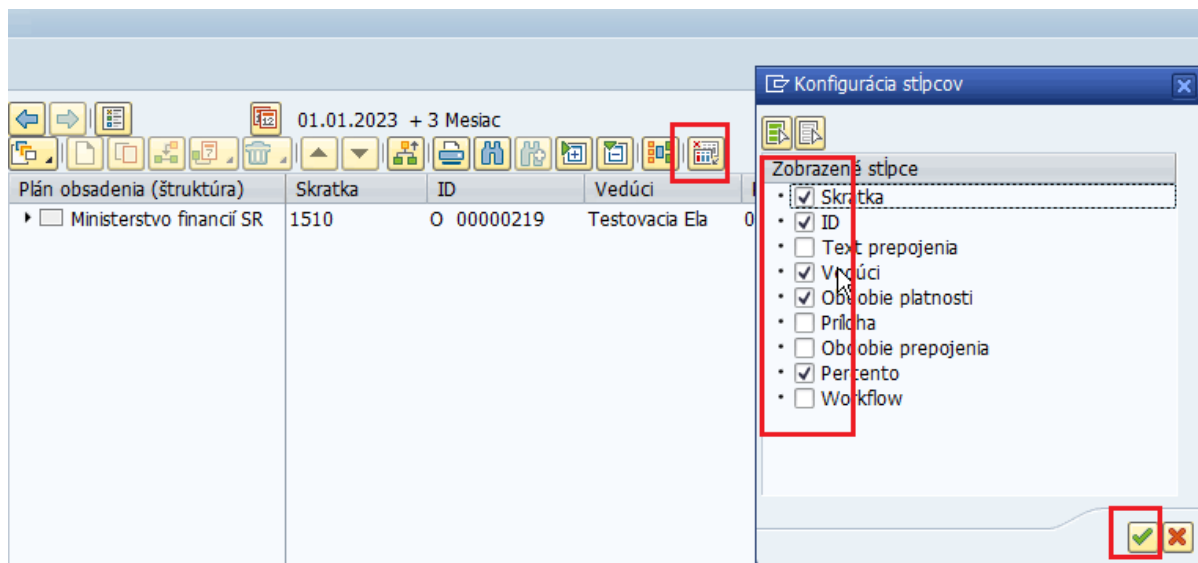 Konfigurácia stĺpcov
01.01.2023 + 3 Mesiac
Plán obsadenia (štruktúra) Skratka ID Vedúci
Ministerstvo financií SR 1510 O 00000219 Testovacia Ela 0
Zobrazené stĺpce
Skratka
ID
Text prepojenia
Vedúci
Obdobie platnosti
Príloha
Obdobie prepojenia
Percento
Workflow